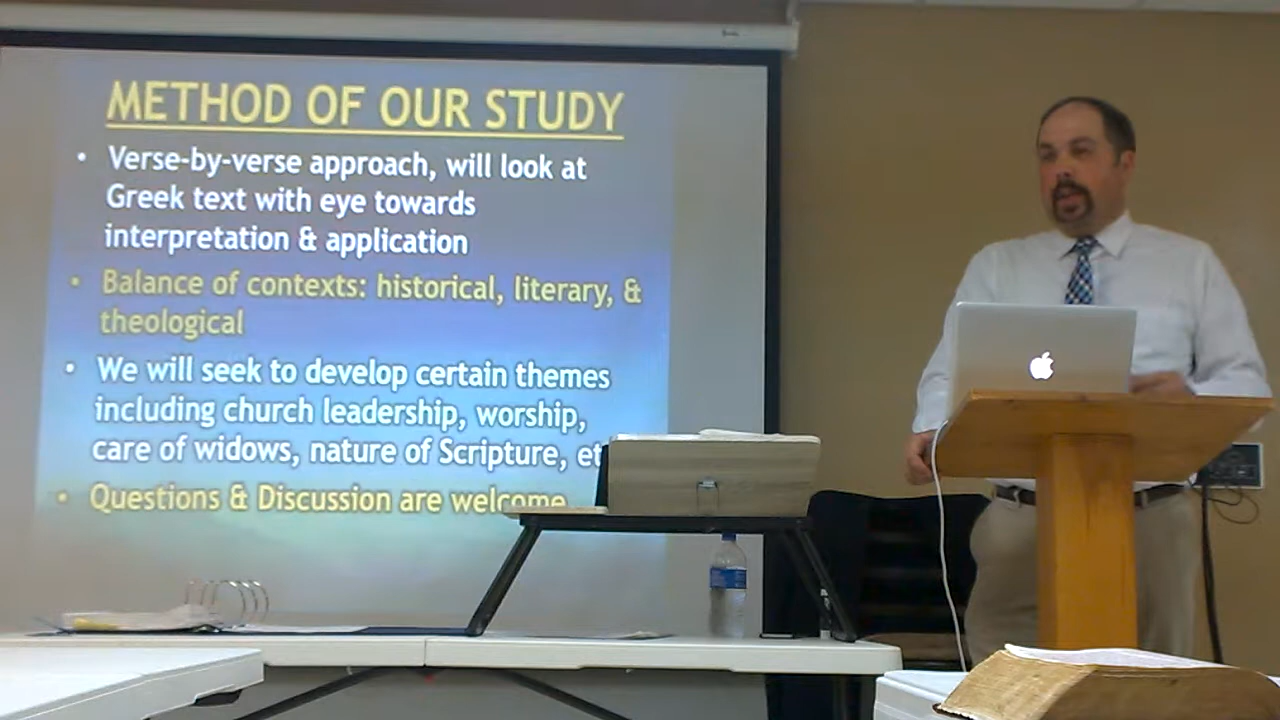 METHOD OF OUR STUDY
• Verse-by-verse approach, will look at
Greek text with eye towards
interpretation & application
• Balance of contexts: historical, literary, &
theological
• We will seek to develop certain themes
including church leadership, worship,
care of widows, nature of Scripture, et
• Questions & Discussion are welcome